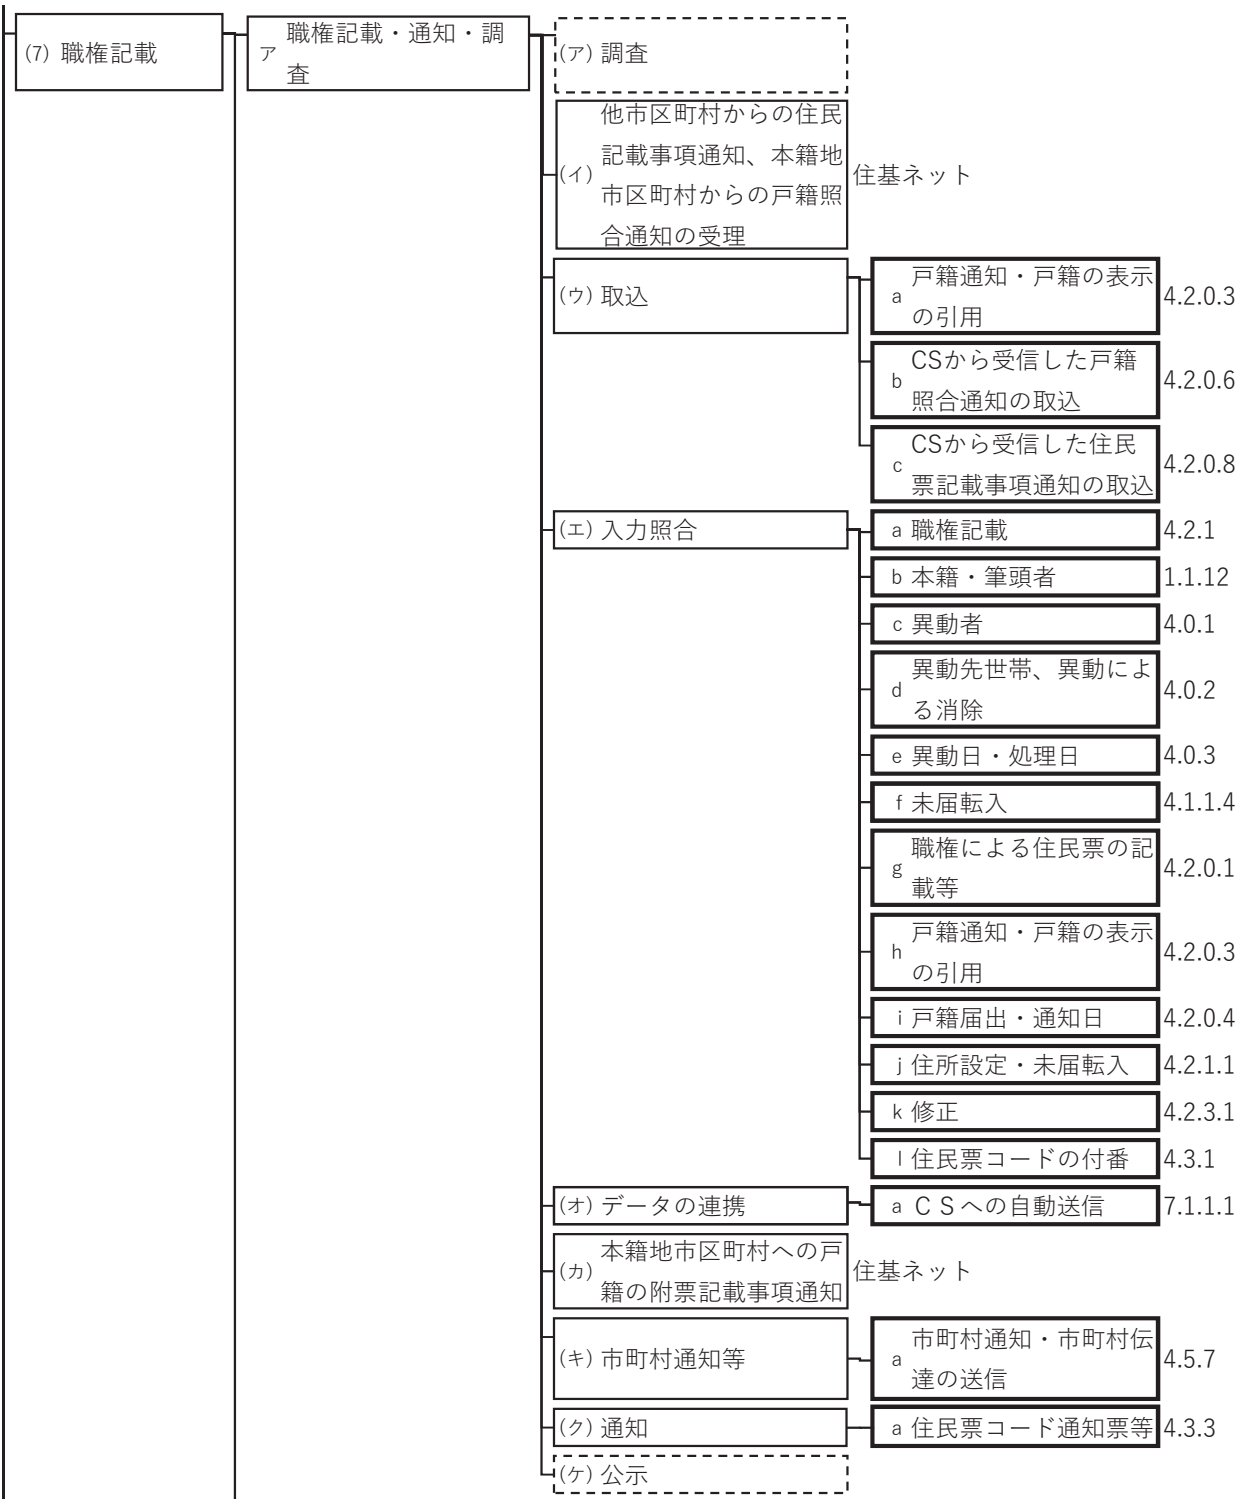 (7) 職権記載
ア 職権記載・通知・調
査
(ア) 調査
(イ) 他市区町村からの住民
記載事項通知、本籍地
市区町村からの戸籍照
合通知の受理
住基ネット
(ウ) 取込
a 戸籍通知・戸籍の表示
の引用
4.2.0.3
b CSから受信した戸籍
照合通知の取込
4.2.0.6
c CSから受信した住民
票記載事項通知の取込
4.2.0.8
(エ) 入力照合
a 職権記載 4.2.1
b 本籍・筆頭者 1.1.12
c 異動者 4.0.1
d 異動先世帯、異動によ
る消除
4.0.2
e 異動日・処理日 4.0.3
f 未届転入 4.1.1.4
g 職権による住民票の記
載等
4.2.0.1
h 戸籍通知・戸籍の表示
の引用
4.2.0.3
i 戸籍届出・通知日 4.2.0.4
j 住所設定・未届転入 4.2.1.1
k 修正 4.2.3.1
l 住民票コードの付番 4.3.1
(オ) データの連携
a ＣＳへの自動送信 7.1.1.1
(カ) 本籍地市区町村への戸
籍の附票記載事項通知
住基ネット
(キ) 市町村通知等
a 市町村通知・市町村伝
達の送信
4.5.7
(ク) 通知
a 住民票コード通知票等 4.3.3
(ケ) 公示